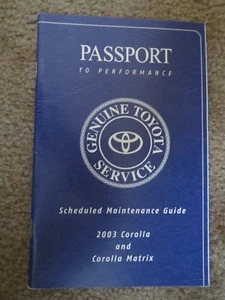 PASSPORT
TO PERFORMANCE
GENUINE TOYOTA
SERVICE
Scheduled Maintenance Guide
2003 Corolla
and
Corolla Matrix